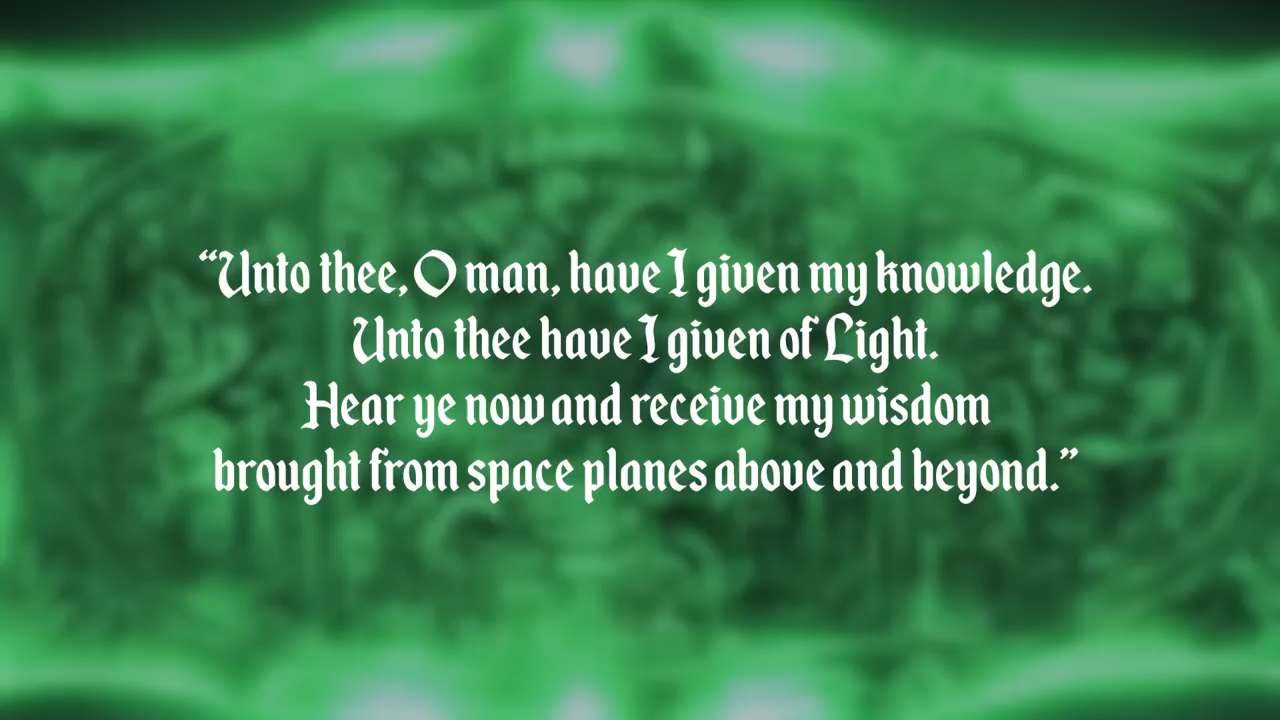 “Unto thee, O man, have I given my knowledge.
Unto thee have I given of Light.
Hear ye now and receive my wisdom
brought from space planes above and beyond.”